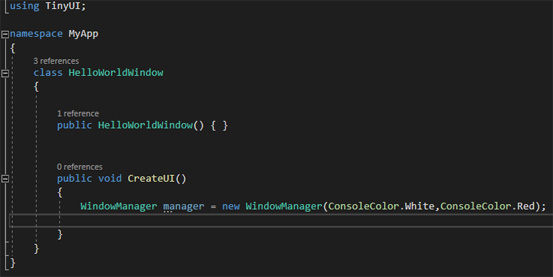 using TinyUI;
namespace MyApp
{
3 references
class HelloWorldWindow
{
1 reference
public HelloWorldWindow() { }
0 references
public void CreateUI()
{
WindowManager manager = new WindowManager(ConsoleColor.White,ConsoleColor.Red);
}
}
}